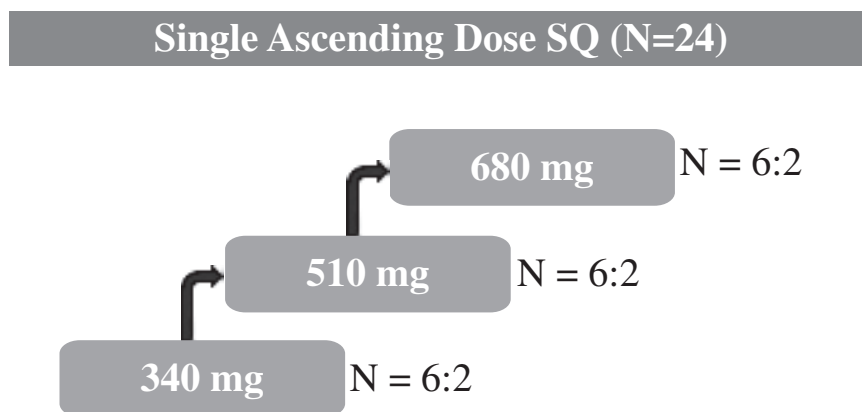 Single Ascending Dose SQ (N=24)
680 mg N = 6:2
510 mg N = 6:2
340 mg N = 6:2